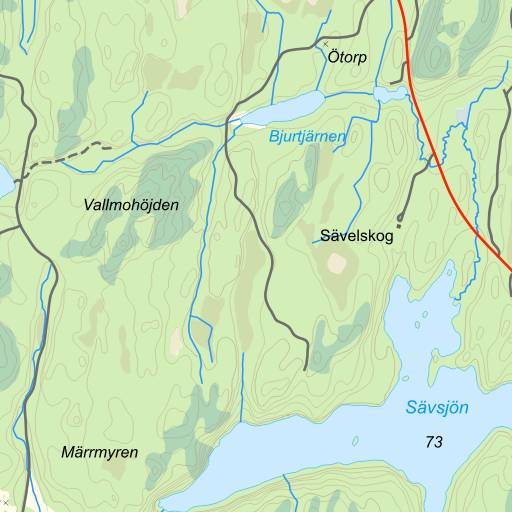 Ötorp
Bjurtjärnen
Vallmohöjden
Sävelskog
Sävsjön
73
Märrmyren